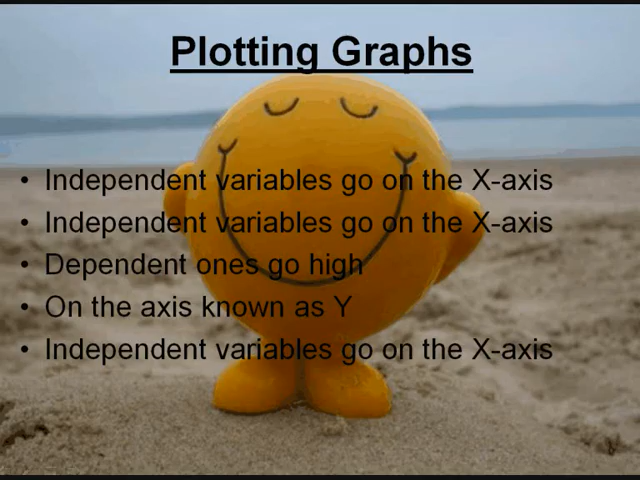 Plotting Graphs
• Independent variables go on the X-axis
• Independent variables go on the X-axis
• Dependent ones go high
• On the axis known as Y
• Independent variables go on the X-axis